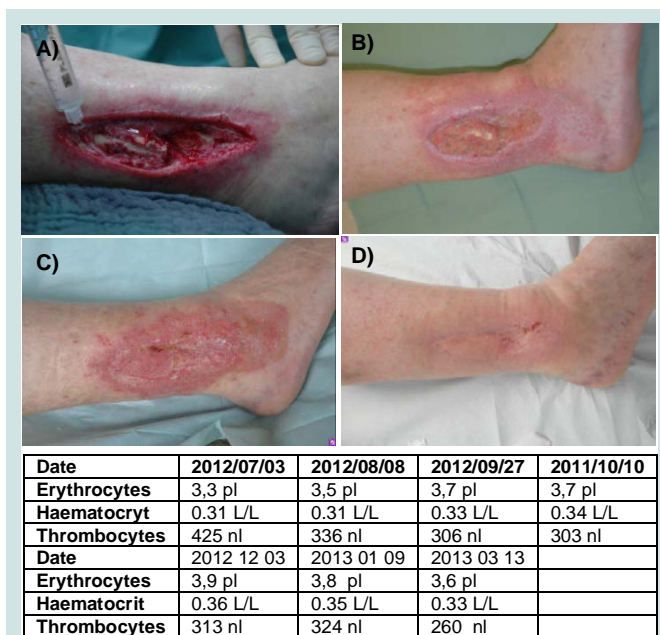 A)
B)
C)
D)
Date 2012/07/03 2012/08/08 2012/09/27 2011/10/10
Erythrocytes 3,3 pl 3,5 pl 3,7 pl 3,7 pl
Haematocryt 0.31 L/L 0.31 L/L 0.33 L/L 0.34 L/L
Thrombocytes 425 nl 336 nl 306 nl 303 nl
Date 2012 12 03 2013 01 09 2013 03 13
Erythrocytes 3,9 pl 3,8 pl 3,6 pl
Haematocrit 0.36 L/L 0.35 L/L 0.33 L/L
Thrombocytes 313 nl 324 nl 260 nl